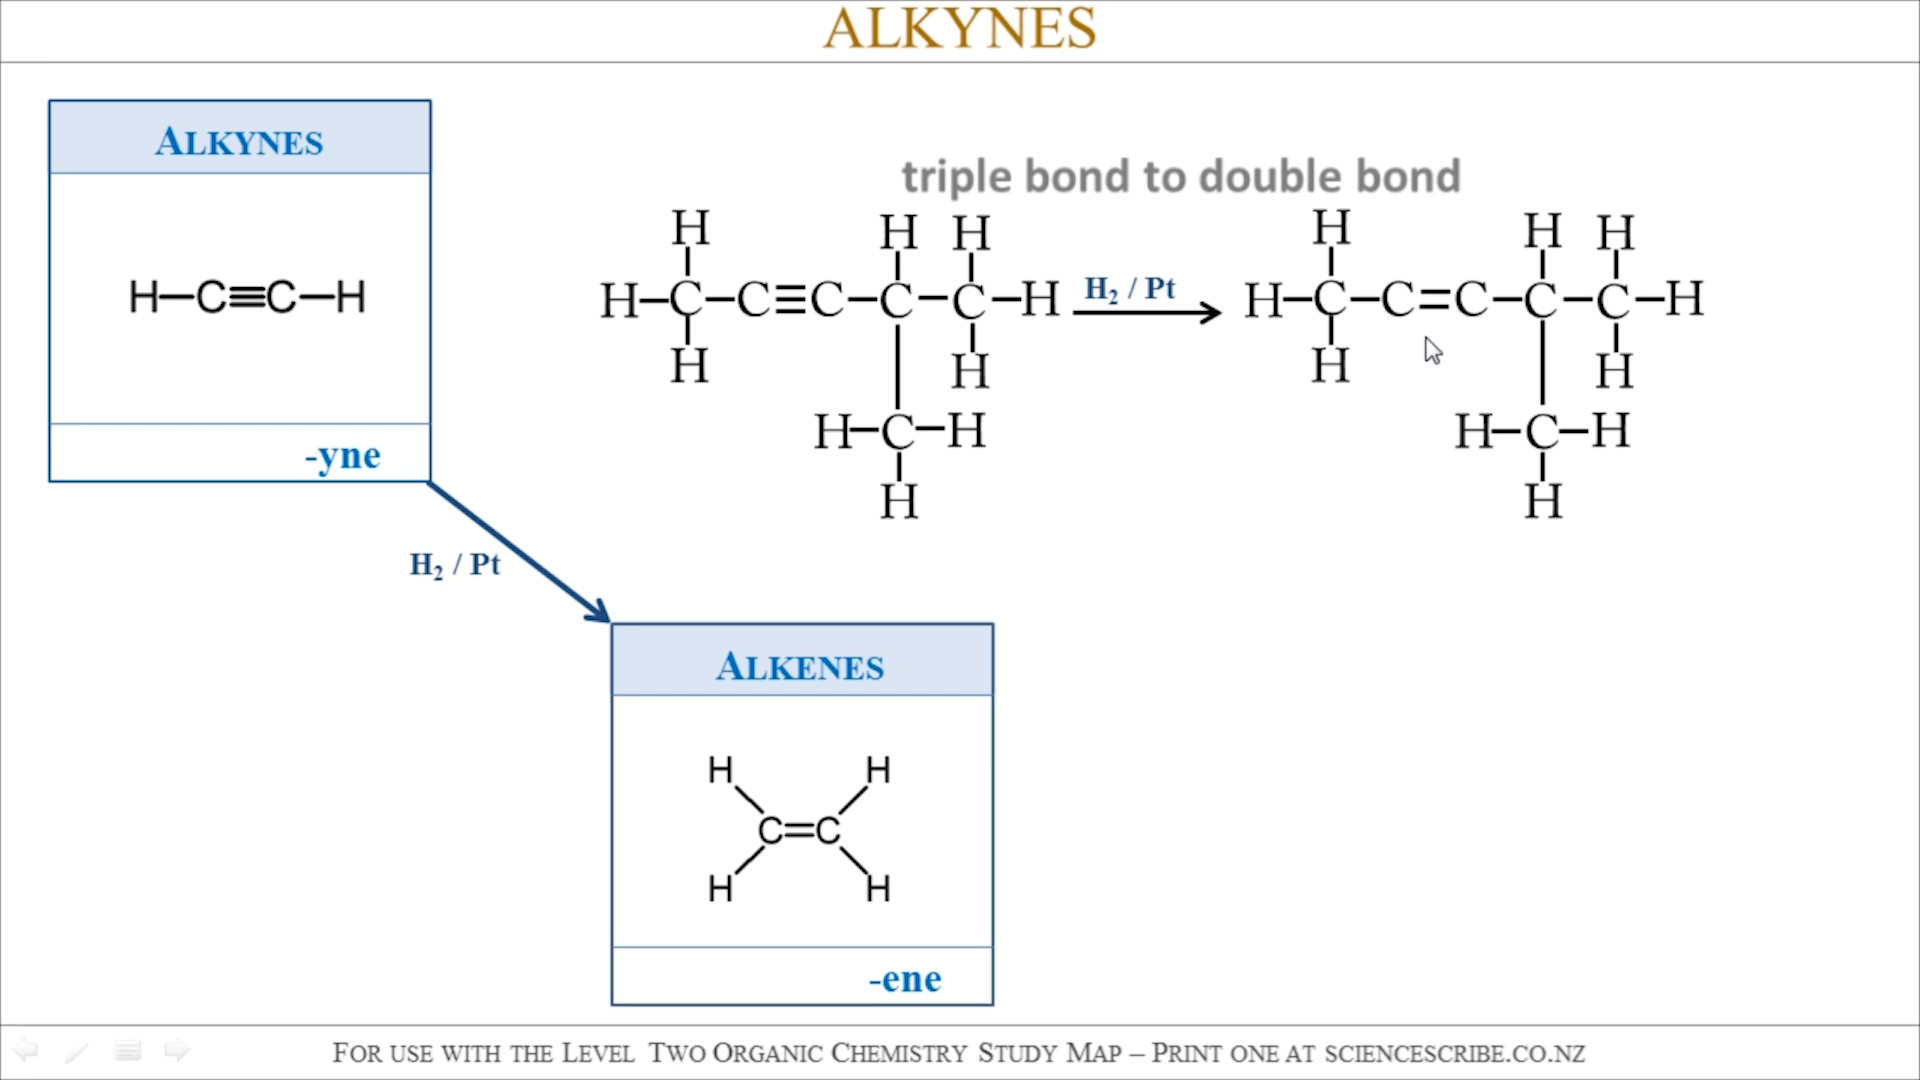 ALKYNES
ALKYNES
H–C≡C–H
-yne
H₂ / Pt
triple bond to double bond
H H H
H–C–C≡C–C–C–H
H H
H–C–H
H
H₂ / Pt
H H H
H–C–C=C–C–C–H
H H
H–C–H
H
ALKENES
H H
C=C
H H
-ene
FOR USE WITH THE LEVEL TWO ORGANIC CHEMISTRY STUDY MAP – PRINT ONE AT SCIENCESCRIBE.CO.NZ